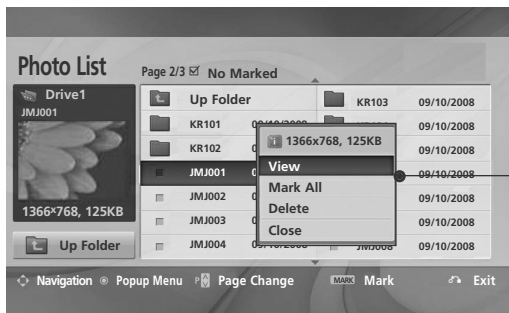 Photo List
Page 2/3 No Marked
Drive1
JMJ001
1366x768, 125KB
Up Folder
Up Folder
KR101
KR102
JMJ001
JMJ002
JMJ003
JMJ004
KR103 09/10/2008
09/10/2008
09/10/2008
09/10/2008
09/10/2008
09/10/2008
JMJ008 09/10/2008
1366x768, 125KB
View
Mark All
Delete
Close
Navigation Popup Menu P Page Change MARK Mark Exit